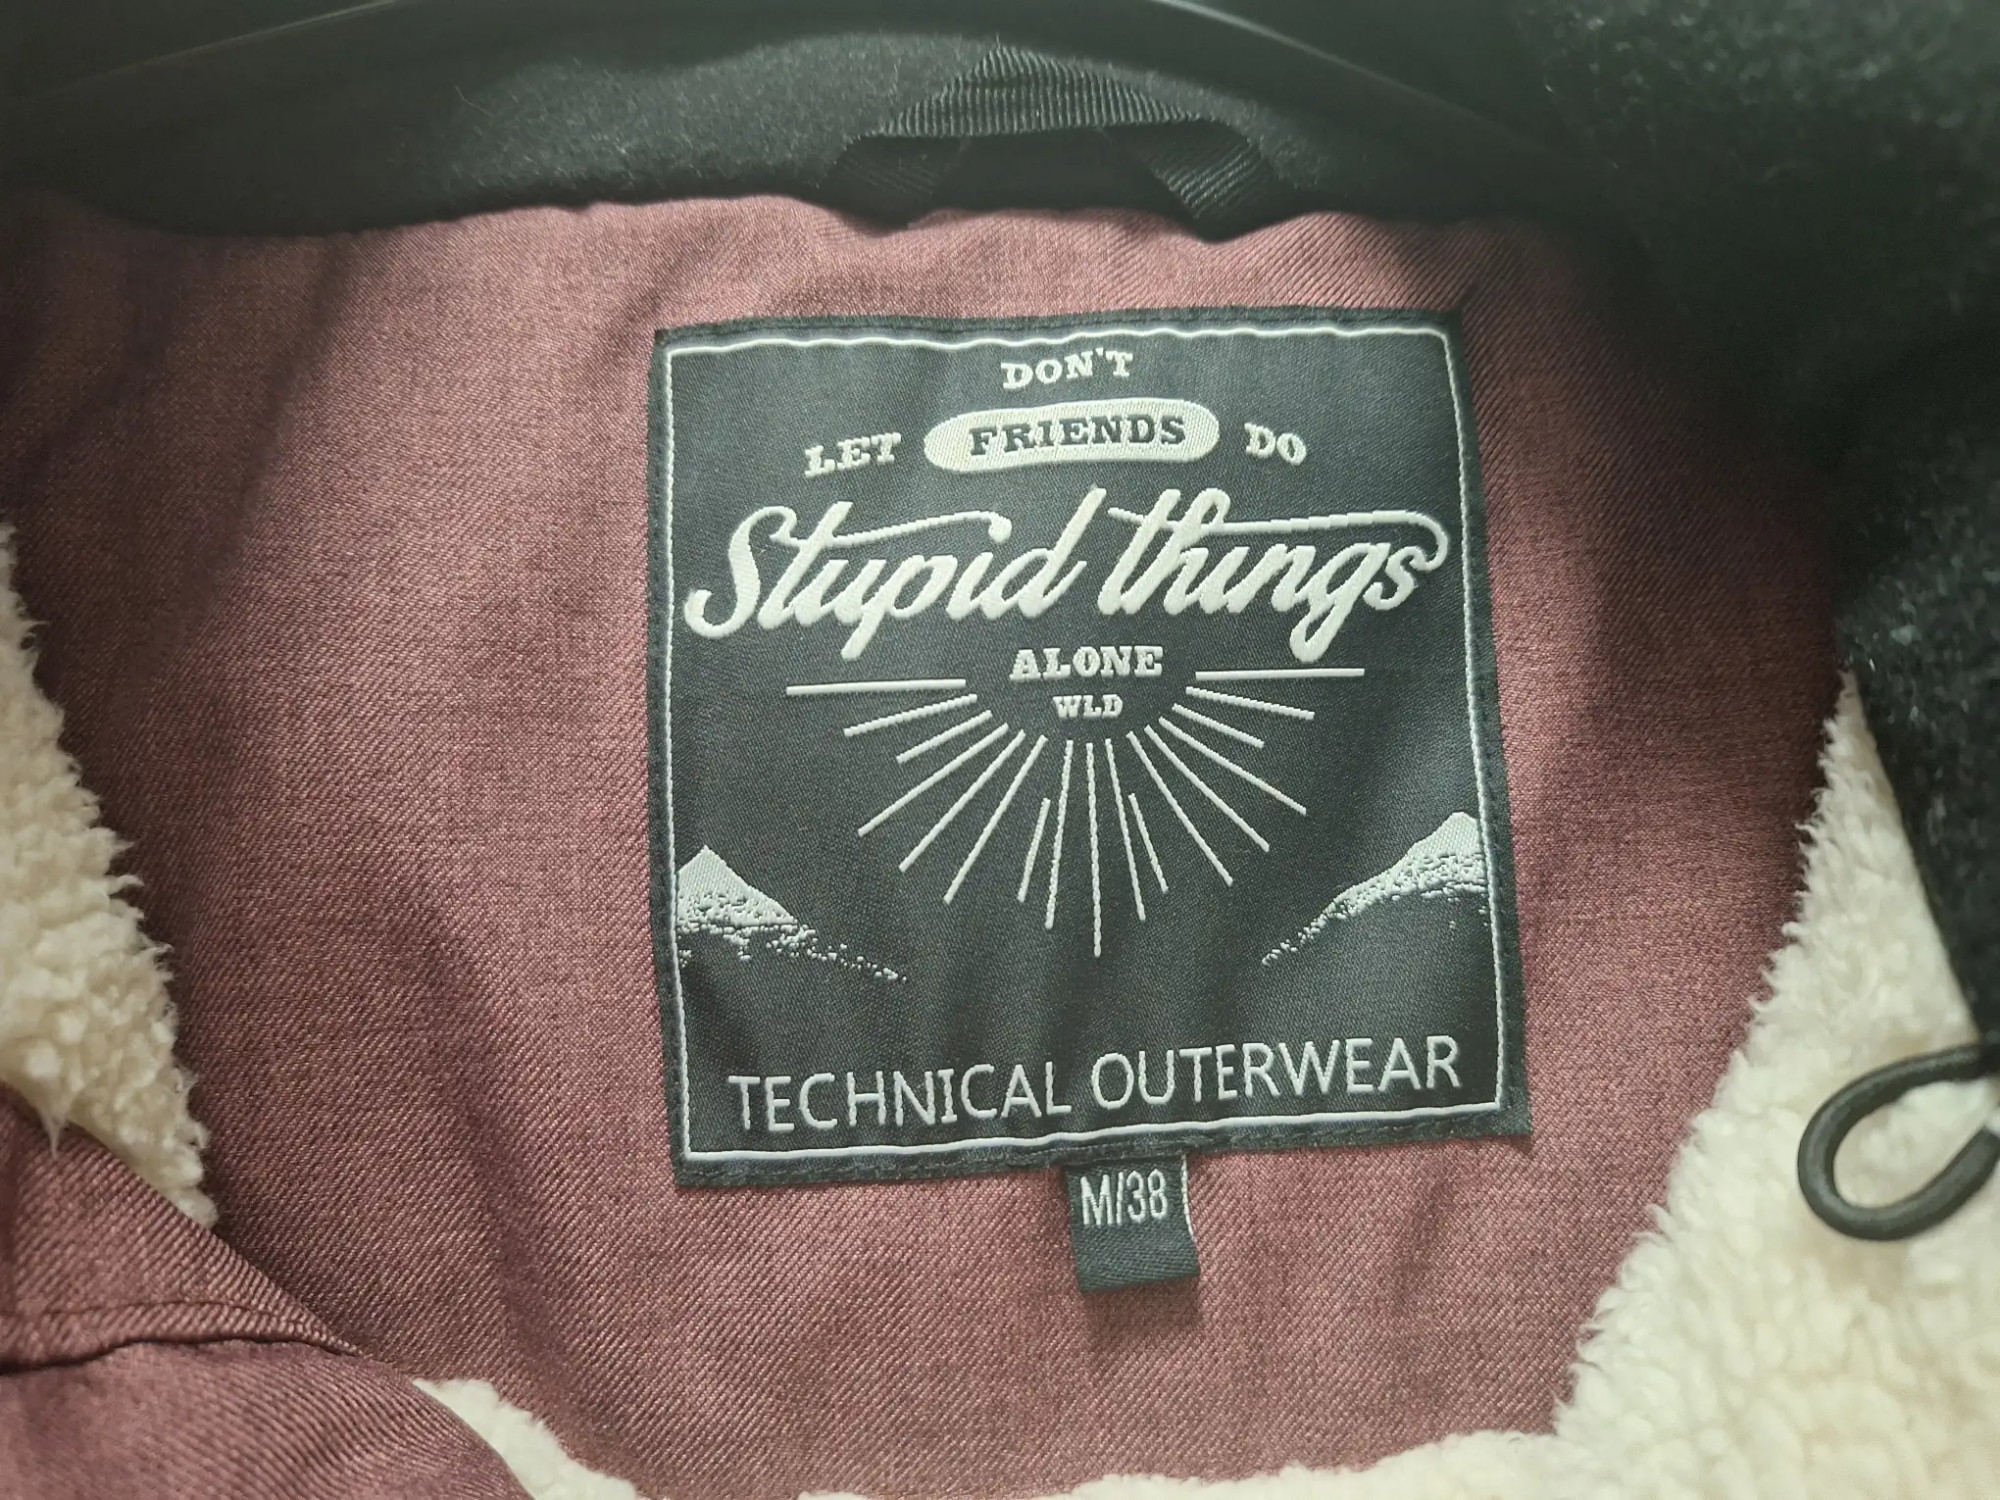 DON'T
LET FRIENDS DO
Stupid things
ALONE
WLD
TECHNICAL OUTERWEAR
M/38